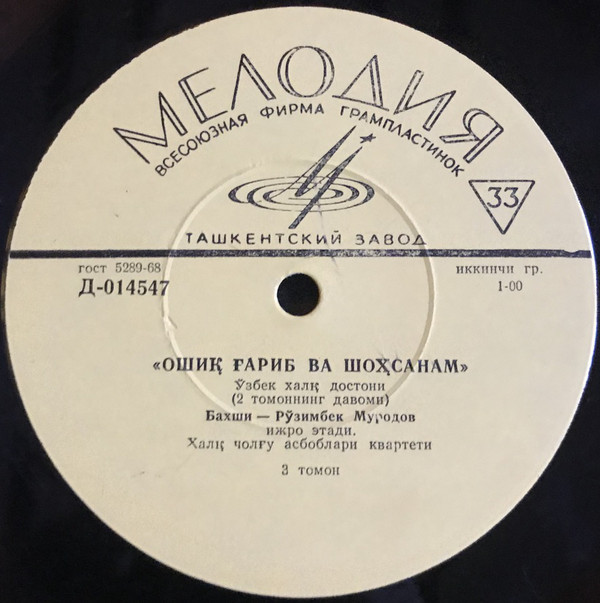 МЕЛОДИЯ
ВСЕСОЮЗНАЯ ФИРМА ГРАМПЛАСТИНОК
33
ТАШКЕНТСКИЙ ЗАВОД
гост 5289-68
Д-014547
иккинчи гр.
1-00
«ОШИҚ ҒАРИБ ВА ШОҲСАНАМ»
Ўзбек халқ достони
(2 томоннинг давоми)
Бахши — Рўзимбек Муродов
ижро этади.
Халқ чолғу асбоблари квартети
3 томон